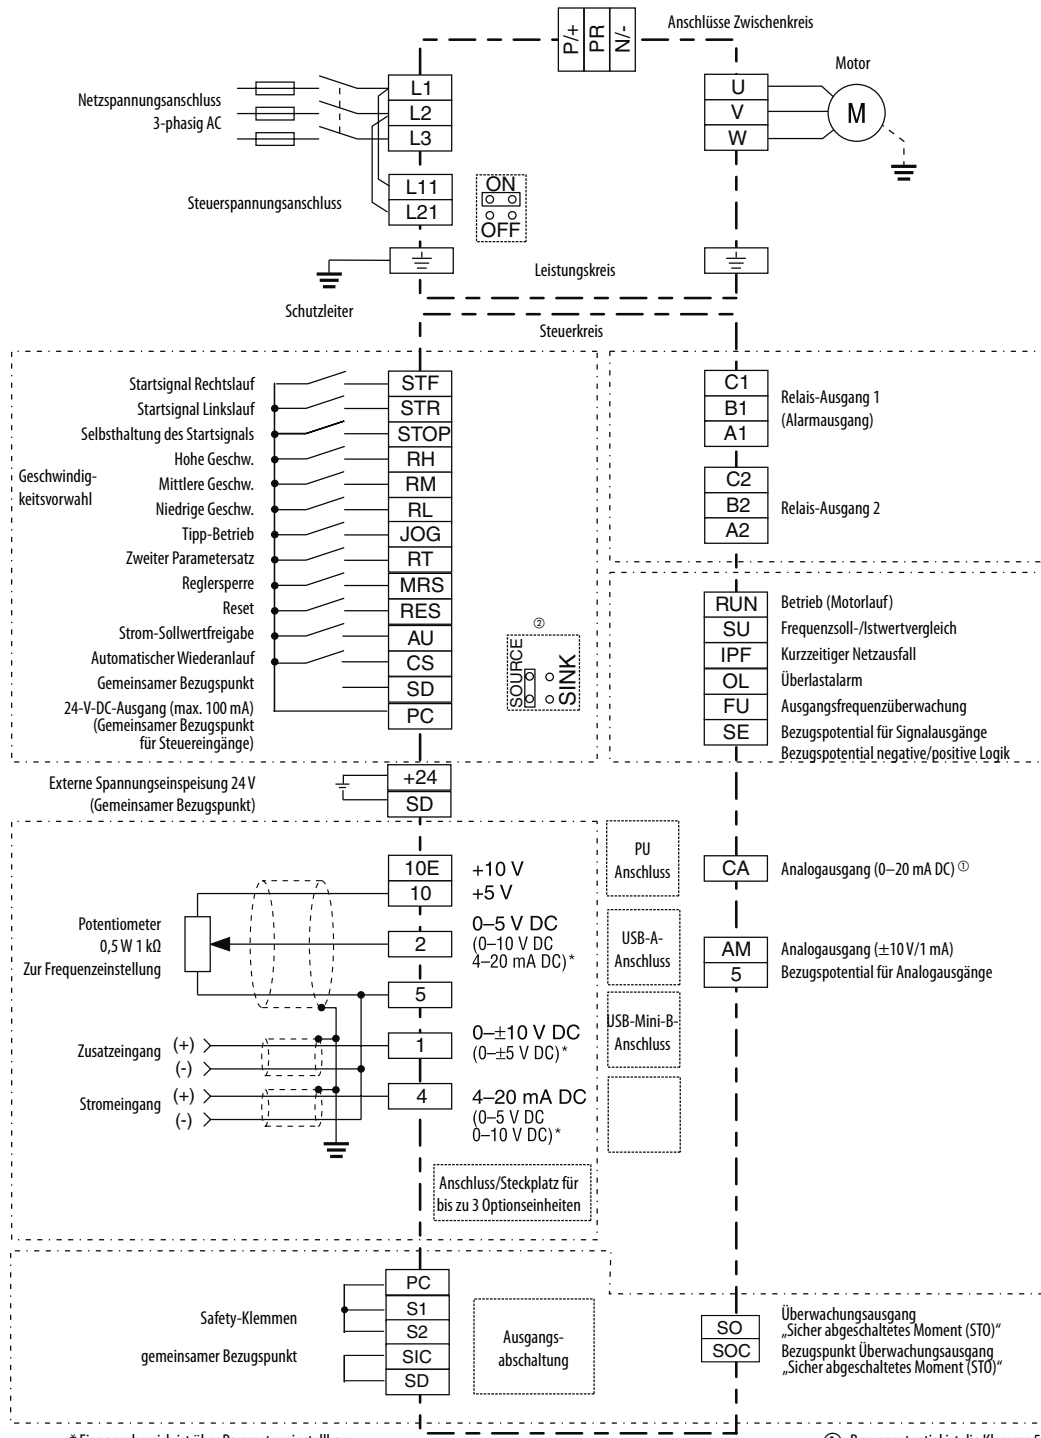 Anschlüsse Zwischenkreis
P/+
PR
N/-
Netzspannungsanschluss
3-phasig AC
L1
L2
L3
Steuerspannungsanschluss
L11
L21
ON
OFF
U
V
W
Motor
M
Leistungskreis
Schutzleiter
Steuerkreis
Geschwindig-
keitsvorwahl
Startsignal Rechtslauf STF
Startsignal Linkslauf STR
Selbsthaltung des Startsignals STOP
Hohe Geschw. RH
Mittlere Geschw. RM
Niedrige Geschw. RL
Tipp-Betrieb JOG
Zweiter Parametersatz RT
Reglersperre MRS
Reset RES
Strom-Sollwertfreigabe AU
Automatischer Wiederanlauf CS
Gemeinsamer Bezugspunkt SD
24-V-DC-Ausgang (max. 100 mA) PC
(Gemeinsamer Bezugspunkt
für Steuereingänge)
②
SOURCE
SINK
C1
B1
A1
Relais-Ausgang 1
(Alarmausgang)
C2
B2
A2
Relais-Ausgang 2
RUN Betrieb (Motorlauf)
SU Frequenzsoll-/Istwertvergleich
IPF Kurzzeitiger Netzausfall
OL Überlastalarm
FU Ausgangsfrequenzüberwachung
SE Bezugspotential für Signalausgänge
Bezugspotential negative/positive Logik
Externe Spannungseinspeisung 24 V +24
(Gemeinsamer Bezugspunkt) SD
10E +10 V
10 +5 V
Potentiometer
0,5 W 1 kΩ
Zur Frequenzeinstellung
2
0–5 V DC
(0–10 V DC
4–20 mA DC)*
5
Zusatzeingang
(+)
(-)
1
0–±10 V DC
(0–±5 V DC)*
Stromeingang
(+)
(-)
4
4–20 mA DC
(0–5 V DC
0–10 V DC)*
PU
Anschluss
USB-A-
Anschluss
USB-Mini-B-
Anschluss
CA Analogausgang (0–20 mA DC) ①
AM Analogausgang (±10 V/1 mA)
5 Bezugspotential für Analogausgänge
Anschluss/Steckplatz für
bis zu 3 Optionseinheiten
Safety-Klemmen
gemeinsamer Bezugspunkt
PC
S1
S2
SIC
SD
Ausgangs-
abschaltung
SO
SOC
Überwachungsausgang
„Sicher abgeschaltetes Moment (STO)“
Bezugspunkt Überwachungsausgang
„Sicher abgeschaltetes Moment (STO)“